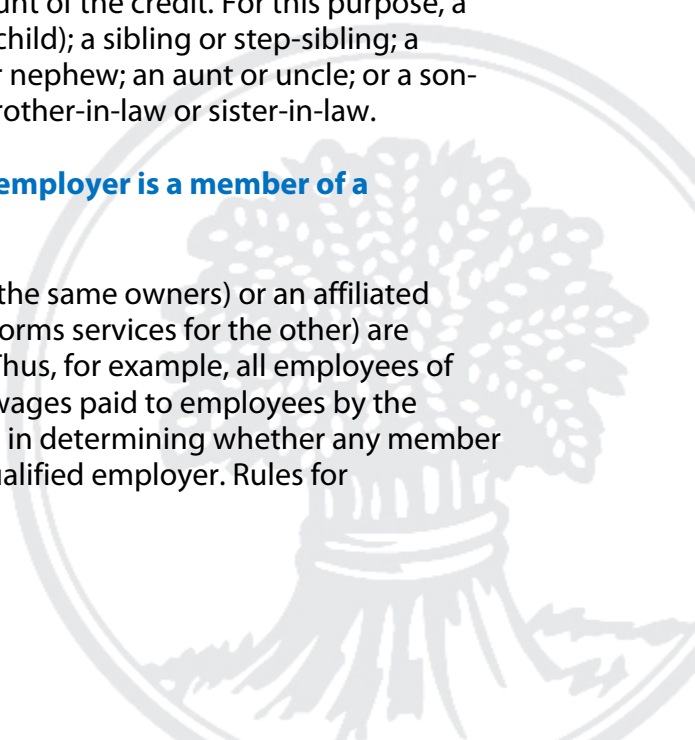 unt of the credit. For this purpose, a
child); a sibling or step-sibling; a
nephew; an aunt or uncle; or a son-
rother-in-law or sister-in-law.
employer is a member of a
the same owners) or an affiliated
orms services for the other) are
Thus, for example, all employees of
wages paid to employees by the
in determining whether any member
ualified employer. Rules for